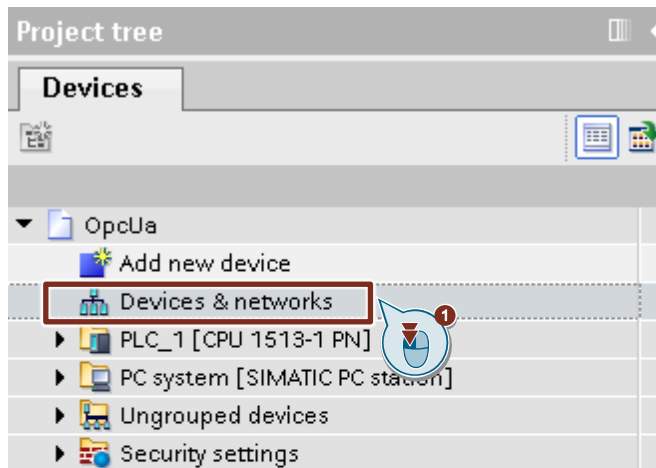 Project tree
Devices
OpcUa
Add new device
Devices & networks
1
PLC_1 [CPU 1513-1 PN]
PC system [SIMATIC PC station]
Ungrouped devices
Security settings